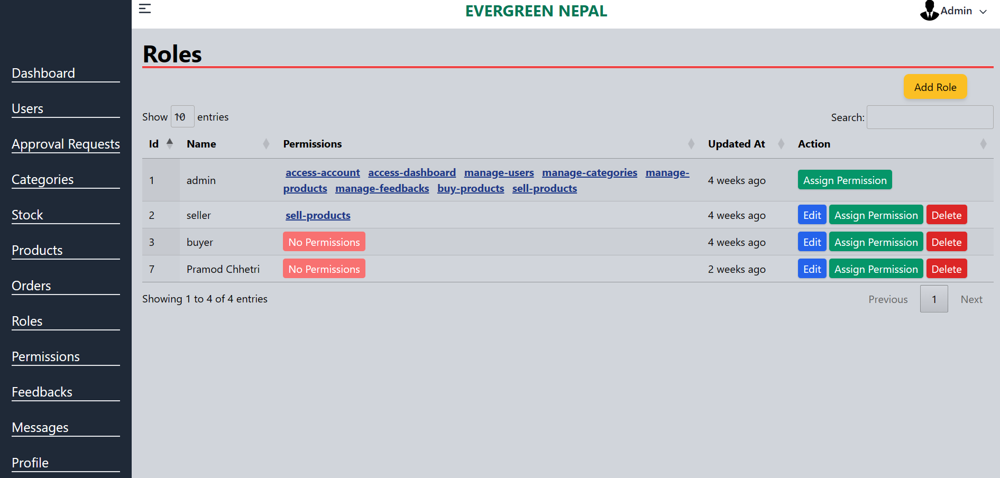 EVERGREEN NEPAL
Admin
Dashboard
Users
Approval Requests
Categories
Stock
Products
Orders
Roles
Permissions
Feedbacks
Messages
Profile
Roles
Add Role
Show 10 entries
Search:
Id Name Permissions Updated At Action
1 admin access-account access-dashboard manage-users manage-categories manage-
products manage-feedbacks buy-products sell-products 4 weeks ago Assign Permission
2 seller sell-products 4 weeks ago Edit Assign Permission Delete
3 buyer No Permissions 4 weeks ago Edit Assign Permission Delete
7 Pramod Chhetri No Permissions 2 weeks ago Edit Assign Permission Delete
Showing 1 to 4 of 4 entries
Previous 1 Next